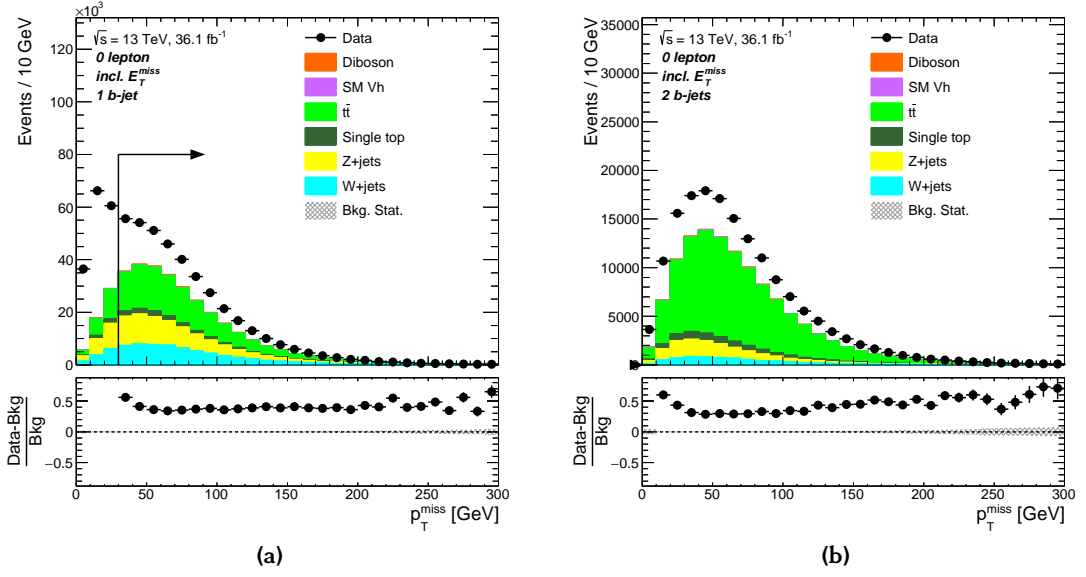 ×10³
√s = 13 TeV, 36.1 fb⁻¹
0 lepton
incl. E_T^miss
1 b-jet
Data
Diboson
SM Vh
tt̄
Single top
Z+jets
W+jets
Bkg. Stat.
Events / 10 GeV
120
100
80
60
40
20
0
Data-Bkg
Bkg
0.5
0
−0.5
0 50 100 150 200 250 300
p_T^miss [GeV]
(a)
√s = 13 TeV, 36.1 fb⁻¹
0 lepton
incl. E_T^miss
2 b-jets
Data
Diboson
SM Vh
tt̄
Single top
Z+jets
W+jets
Bkg. Stat.
Events / 10 GeV
35000
30000
25000
20000
15000
10000
5000
Data-Bkg
Bkg
0.5
0
−0.5
0 50 100 150 200 250 300
p_T^miss [GeV]
(b)